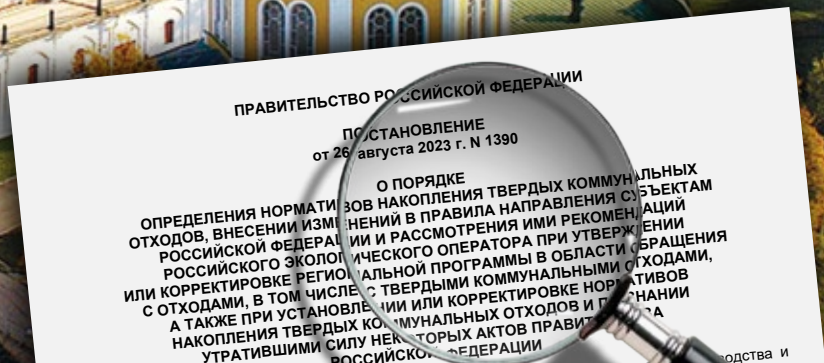 ПРАВИТЕЛЬСТВО РОССИЙСКОЙ ФЕДЕРАЦИИ
ПОСТАНОВЛЕНИЕ
от 26 августа 2023 г. N 1390
О ПОРЯДКЕ
ОПРЕДЕЛЕНИЯ НОРМАТИВОВ НАКОПЛЕНИЯ ТВЕРДЫХ КОММУНАЛЬНЫХ
ОТХОДОВ, ВНЕСЕНИИ ИЗМЕНЕНИЙ В ПРАВИЛА НАПРАВЛЕНИЯ СУБЪЕКТАМ
РОССИЙСКОЙ ФЕДЕРАЦИИ И РАССМОТРЕНИЯ ИМИ РЕКОМЕНДАЦИЙ
РОССИЙСКОГО ЭКОЛОГИЧЕСКОГО ОПЕРАТОРА ПРИ УТВЕРЖДЕНИИ
ИЛИ КОРРЕКТИРОВКЕ РЕГИОНАЛЬНОЙ ПРОГРАММЫ В ОБЛАСТИ ОБРАЩЕНИЯ
С ОТХОДАМИ, В ТОМ ЧИСЛЕ С ТВЕРДЫМИ КОММУНАЛЬНЫМИ ОТХОДАМИ,
А ТАКЖЕ ПРИ УСТАНОВЛЕНИИ ИЛИ КОРРЕКТИРОВКЕ НОРМАТИВОВ
НАКОПЛЕНИЯ ТВЕРДЫХ КОММУНАЛЬНЫХ ОТХОДОВ И ПРИЗНАНИИ
УТРАТИВШИМИ СИЛУ НЕКОТОРЫХ АКТОВ ПРАВИТЕЛЬСТВА
РОССИЙСКОЙ ФЕДЕРАЦИИ